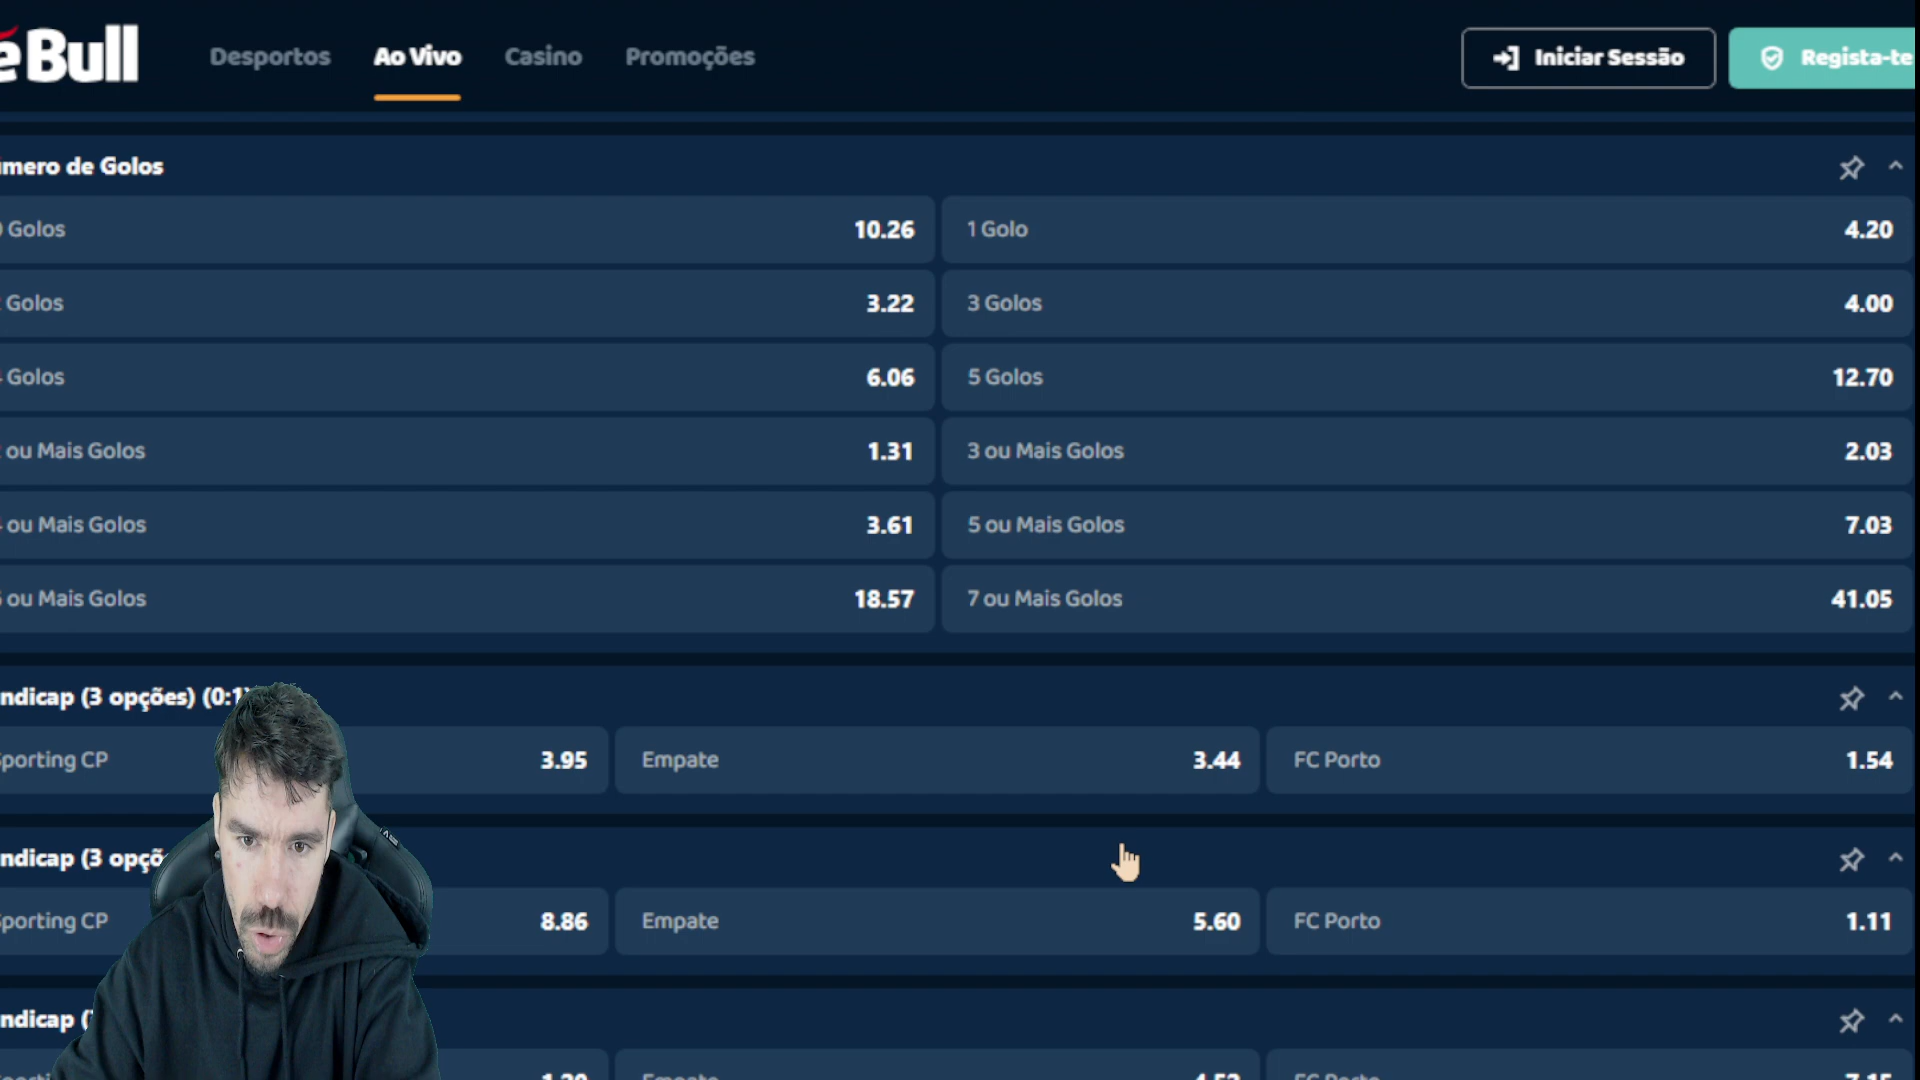 Bull Desportos Ao Vivo Casino Promoções Iniciar Sessão Regista-te
mero de Golos
Golos 10.26 1 Golo 4.20
Golos 3.22 3 Golos 4.00
Golos 6.06 5 Golos 12.70
ou Mais Golos 1.31 3 ou Mais Golos 2.03
ou Mais Golos 3.61 5 ou Mais Golos 7.03
ou Mais Golos 18.57 7 ou Mais Golos 41.05
ndicap (3 opções) (0:1)
porting CP 3.95 Empate 3.44 FC Porto 1.54
ndicap (3 opçõ
porting CP 8.86 Empate 5.60 FC Porto 1.11
ndicap (